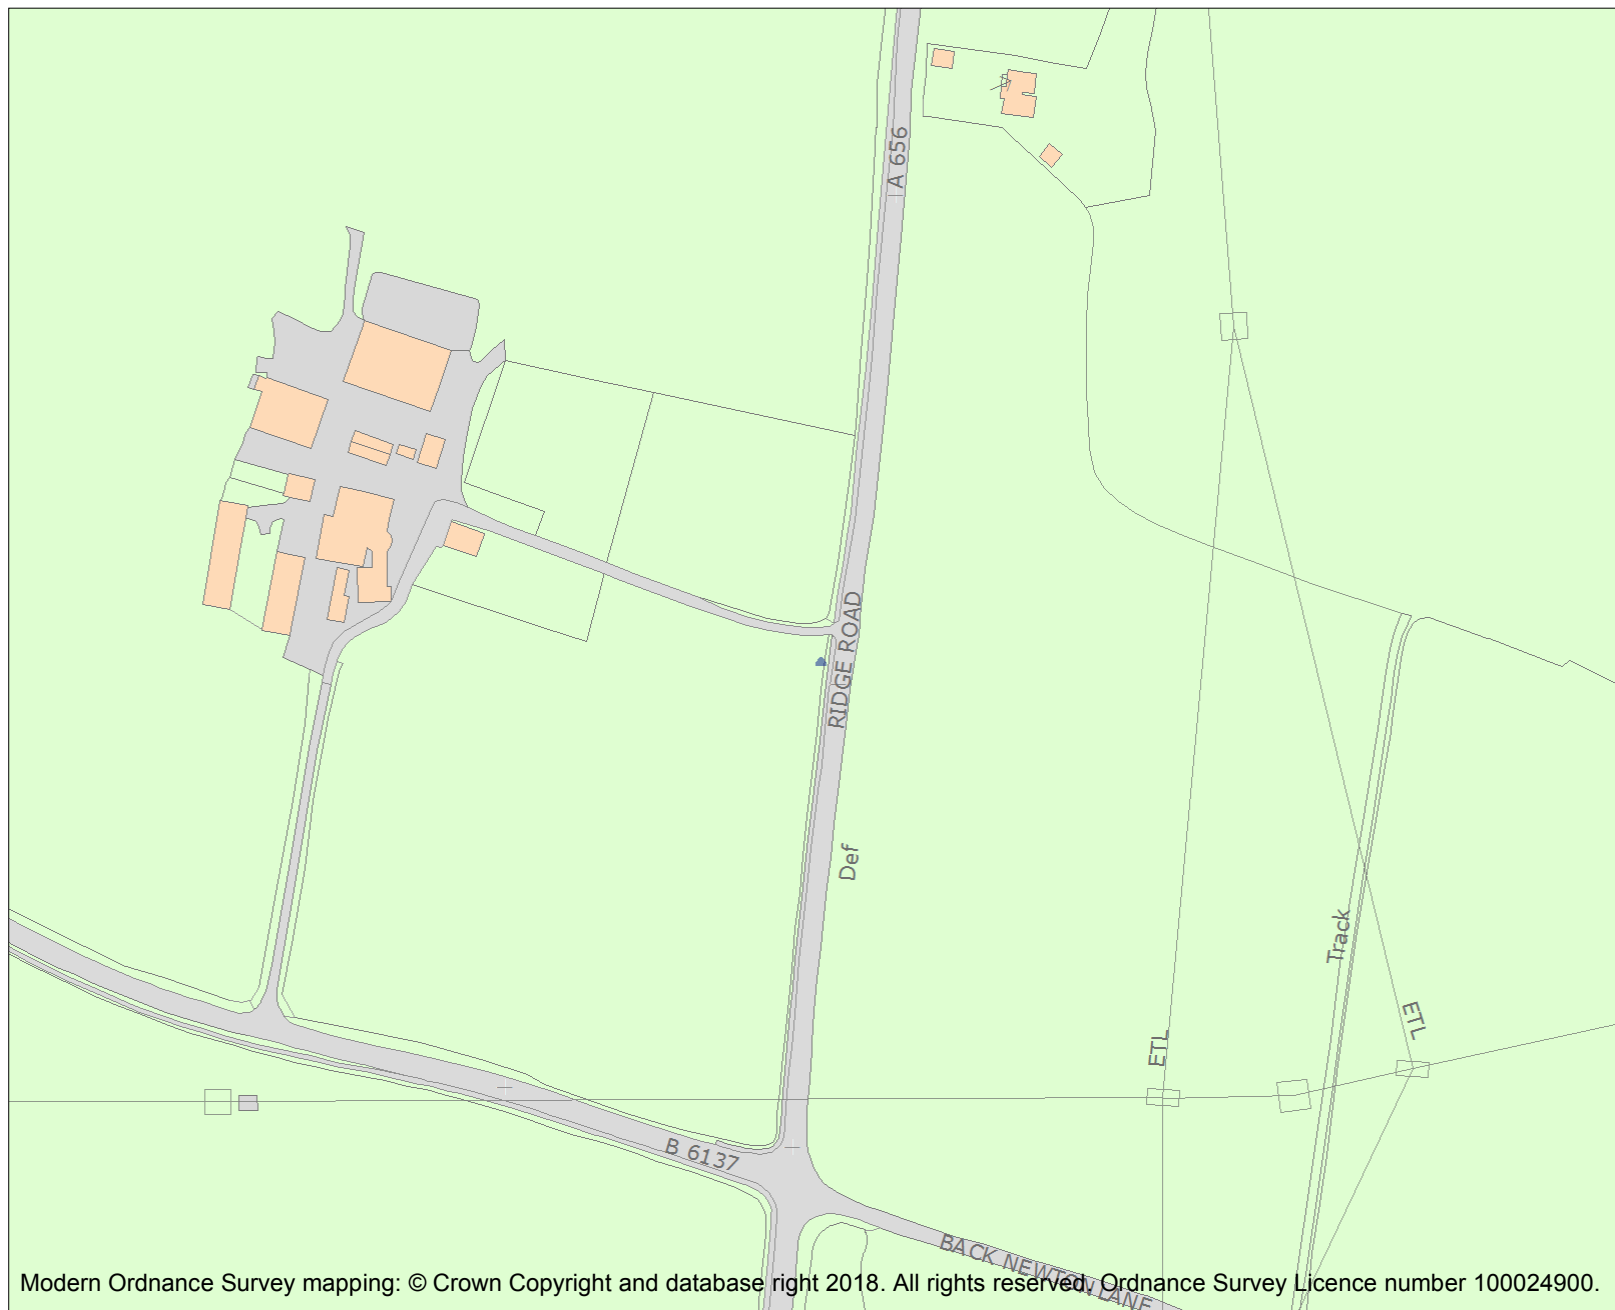 A 656
RIDGE ROAD
Def
Track
ETL
ETL
B 6137
BACK NEWTON LANE
Modern Ordnance Survey mapping: © Crown Copyright and database right 2018. All rights reserved. Ordnance Survey Licence number 100024900.